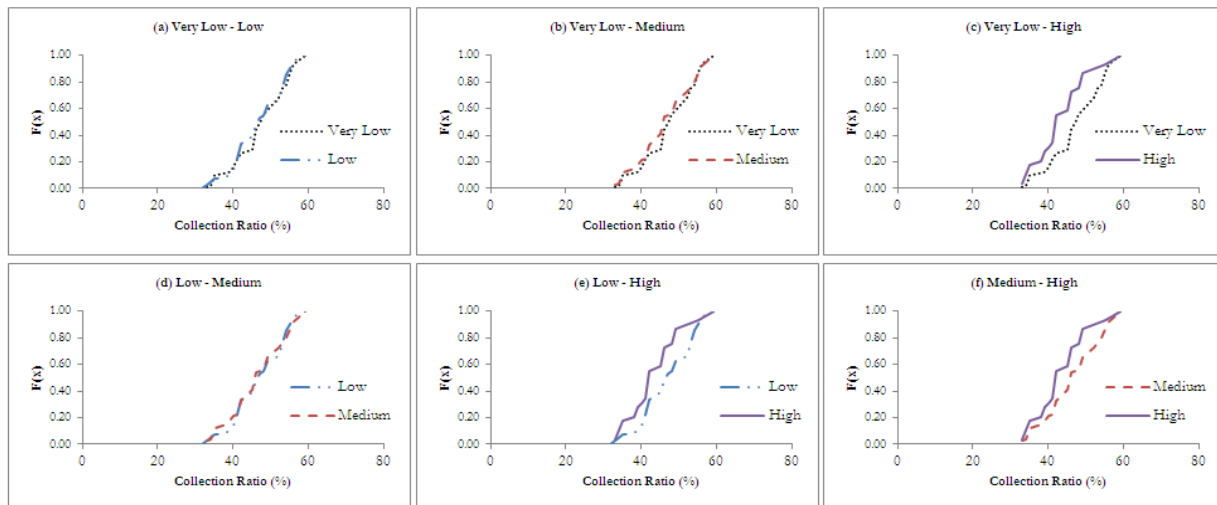 (a) Very Low - Low
1.00
0.80
0.60
0.40
0.20
0.00
F(x)
Very Low
Low
0 20 40 60 80
Collection Ratio (%)
(b) Very Low - Medium
1.00
0.80
0.60
0.40
0.20
0.00
F(x)
Very Low
Medium
0 20 40 60 80
Collection Ratio (%)
(c) Very Low - High
1.00
0.80
0.60
0.40
0.20
0.00
F(x)
Very Low
High
0 20 40 60 80
Collection Ratio (%)
(d) Low - Medium
1.00
0.80
0.60
0.40
0.20
0.00
F(x)
Low
Medium
0 20 40 60 80
Collection Ratio (%)
(e) Low - High
1.00
0.80
0.60
0.40
0.20
0.00
F(x)
Low
High
0 20 40 60 80
Collection Ratio (%)
(f) Medium - High
1.00
0.80
0.60
0.40
0.20
0.00
F(x)
Medium
High
0 20 40 60 80
Collection Ratio (%)